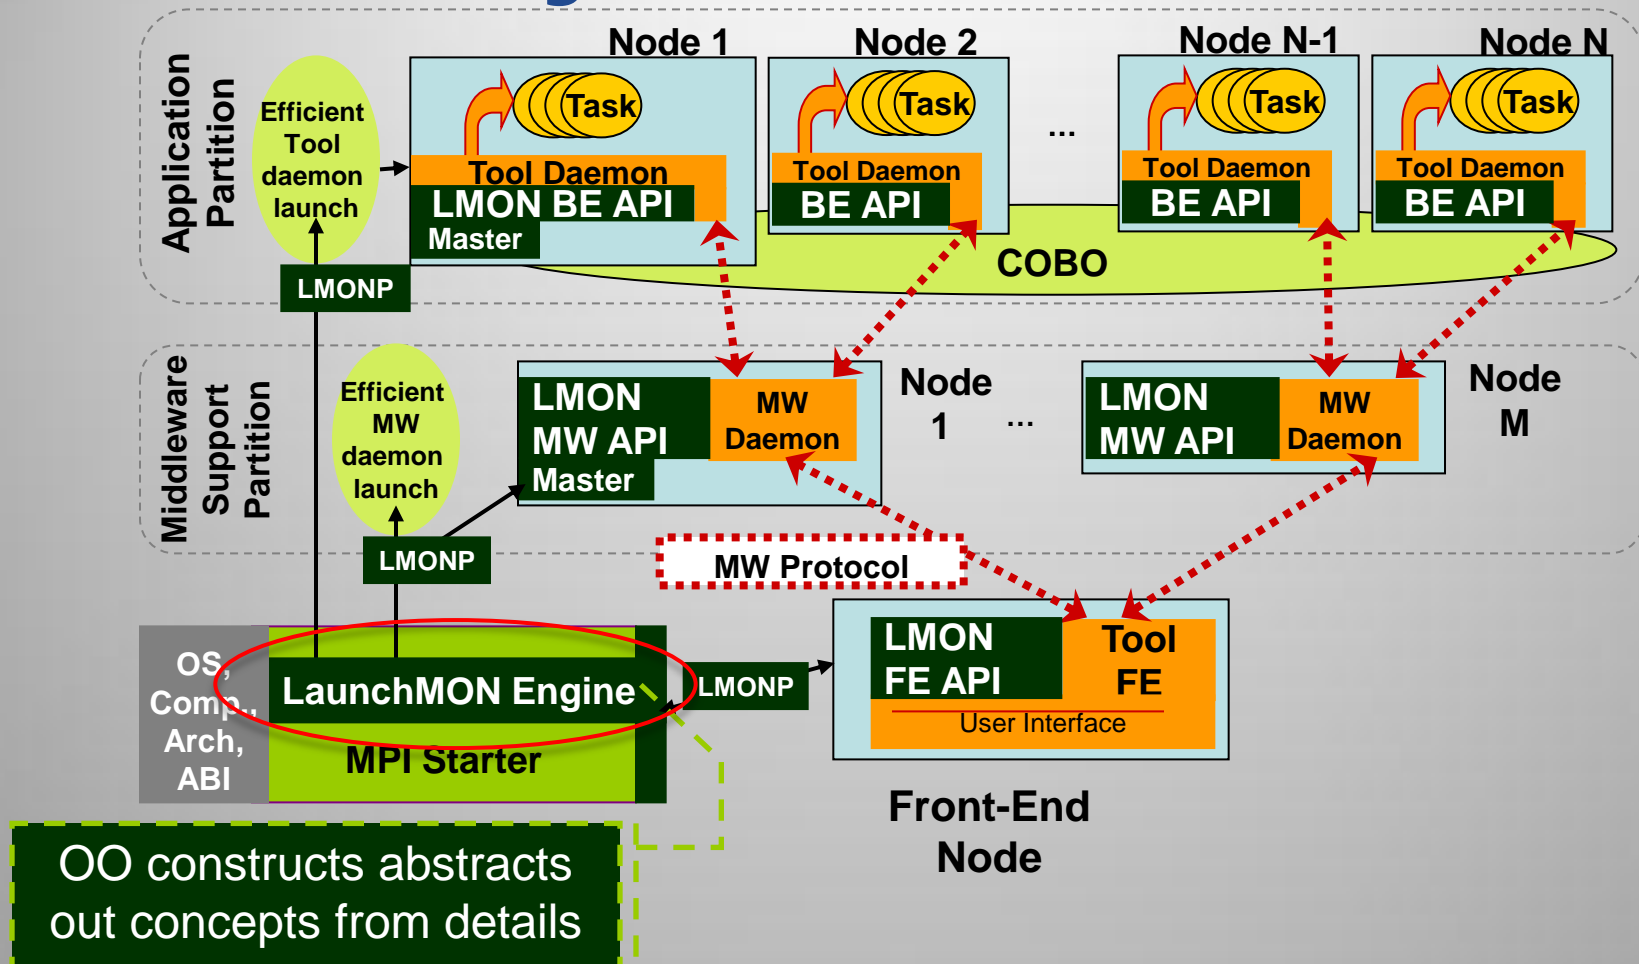 Node 1
Node 2
Node N-1
Node N
Application
Partition
Efficient
Tool
daemon
launch
Task
Task
...
Task
Task
Tool Daemon
LMON BE API
Master
Tool Daemon
BE API
Tool Daemon
BE API
Tool Daemon
BE API
COBO
LMONP
Middleware
Support
Partition
Efficient
MW
daemon
launch
LMON
MW API
Master
MW
Daemon
Node
1
...
LMON
MW API
MW
Daemon
Node
M
LMONP
MW Protocol
OS,
Comp.,
Arch,
ABI
LaunchMON Engine
MPI Starter
LMONP
LMON
FE API
Tool
FE
User Interface
Front-End
Node
OO constructs abstracts
out concepts from details